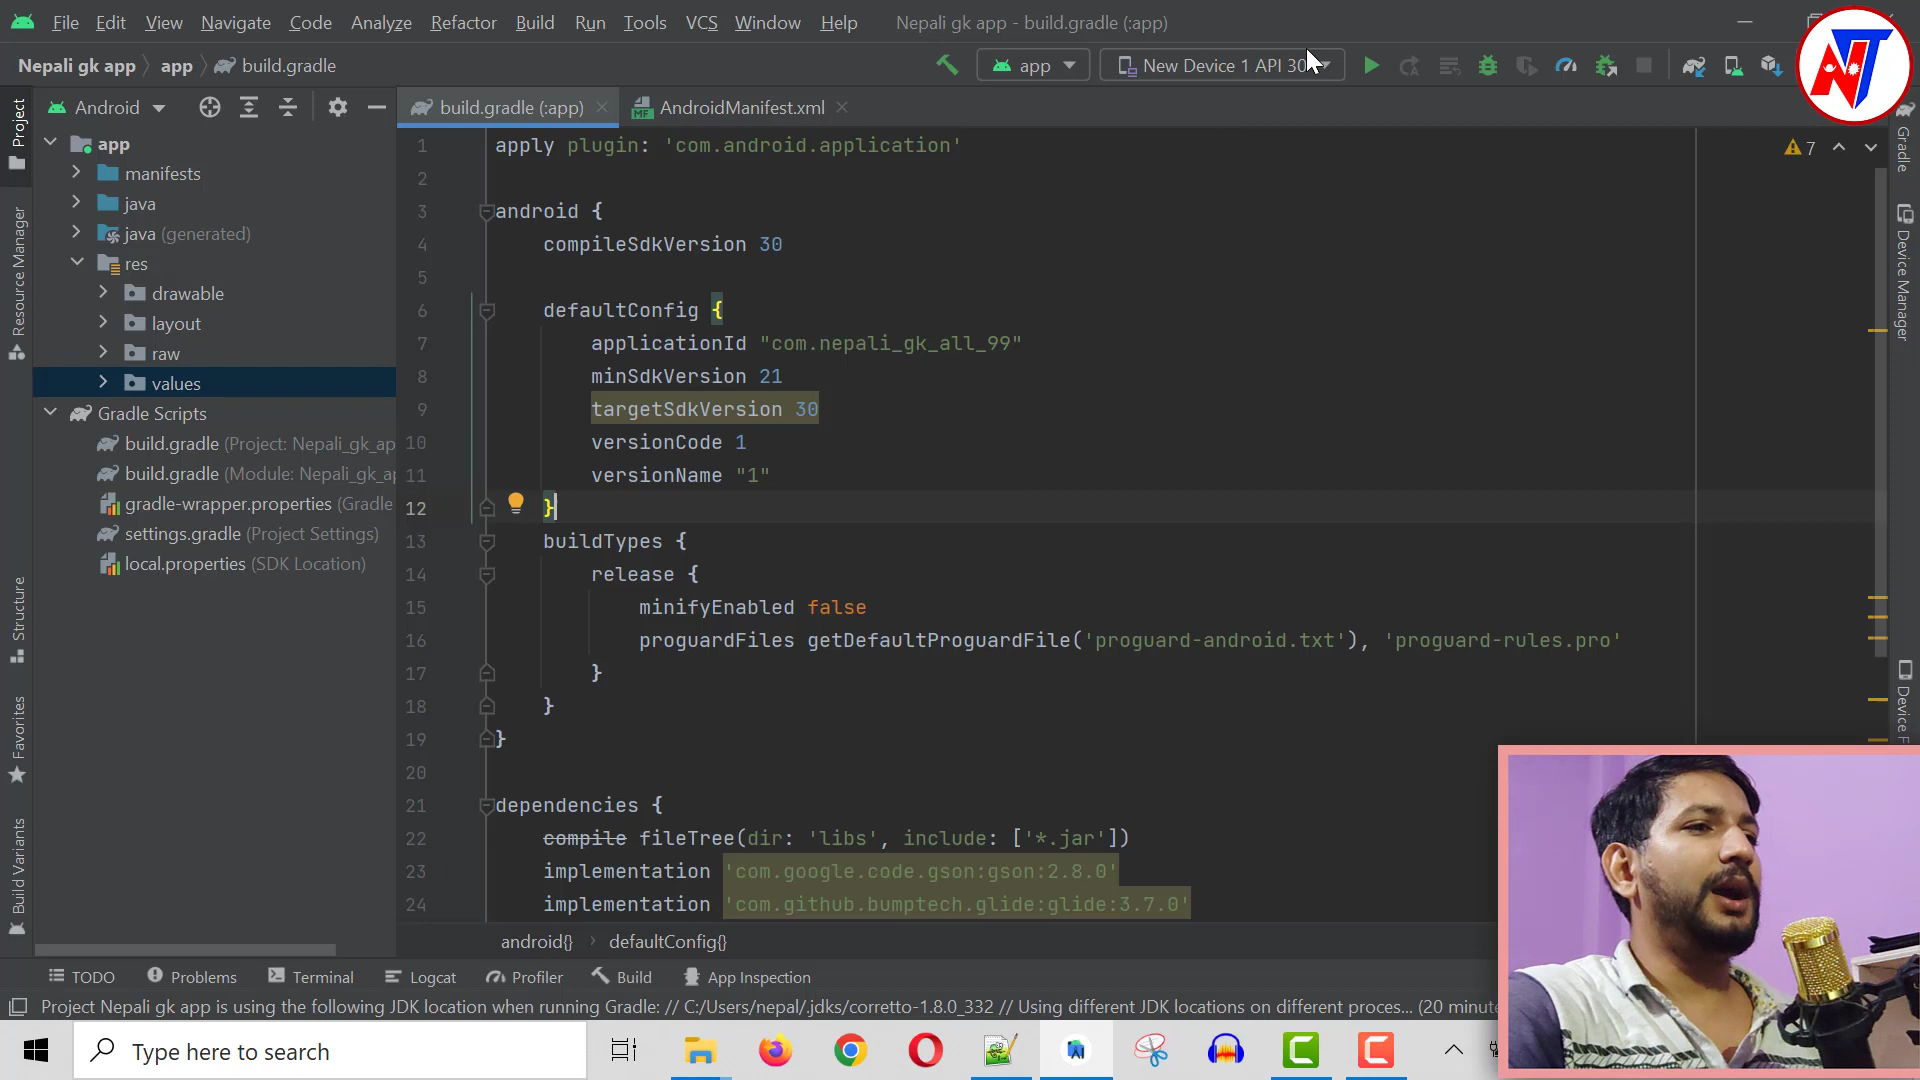 File Edit View Navigate Code Analyze Refactor Build Run Tools VCS Window Help Nepali gk app - build.gradle (:app)
Nepali gk app app build.gradle app New Device 1 API 30
NT
Android build.gradle (:app) AndroidManifest.xml
Project
Resource Manager
Structure
Favorites
Build Variants
app
manifests
java
java (generated)
res
drawable
layout
raw
values
Gradle Scripts
build.gradle (Project: Nepali_gk_ap
build.gradle (Module: Nepali_gk_ap
gradle-wrapper.properties (Gradle
settings.gradle (Project Settings)
local.properties (SDK Location)
1 apply plugin: 'com.android.application'
2
3 android {
4 compileSdkVersion 30
5
6 defaultConfig {
7 applicationId "com.nepali_gk_all_99"
8 minSdkVersion 21
9 targetSdkVersion 30
10 versionCode 1
11 versionName "1"
12 }
13 buildTypes {
14 release {
15 minifyEnabled false
16 proguardFiles getDefaultProguardFile('proguard-android.txt'), 'proguard-rules.pro'
17 }
18 }
19 }
20
21 dependencies {
22 compile fileTree(dir: 'libs', include: ['*.jar'])
23 implementation 'com.google.code.gson:gson:2.8.0'
24 implementation 'com.github.bumptech.glide:glide:3.7.0'
7
Gradle
Device Manager
Device F
android{} defaultConfig{}
TODO Problems Terminal Logcat Profiler Build App Inspection
Project Nepali gk app is using the following JDK location when running Gradle: // C:/Users/nepal/.jdks/corretto-1.8.0_332 // Using different JDK locations on different proces... (20 minute
Type here to search